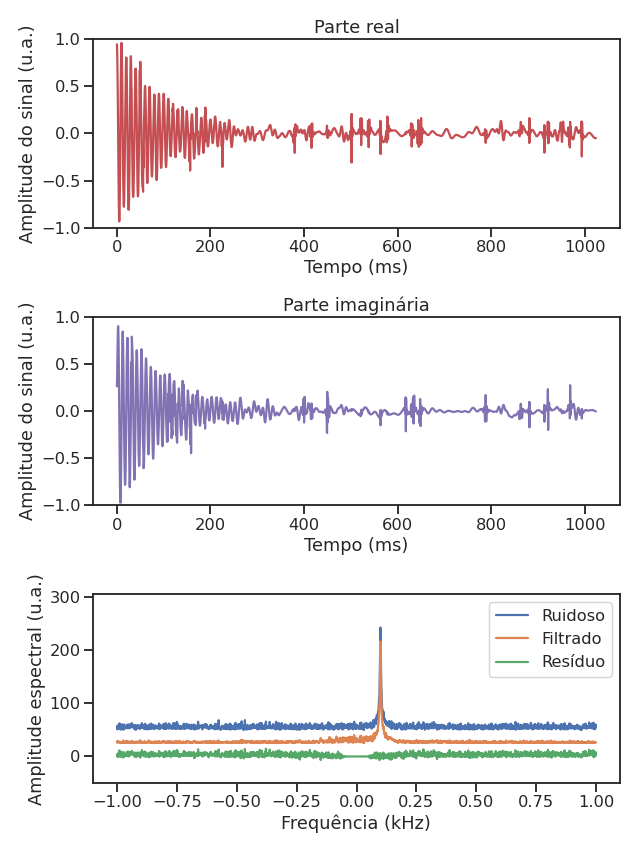 Parte real
Amplitude do sinal (u.a.)
1.0
0.5
0.0
−0.5
−1.0
0 200 400 600 800 1000
Tempo (ms)
Parte imaginária
Amplitude do sinal (u.a.)
1.0
0.5
0.0
−0.5
−1.0
0 200 400 600 800 1000
Tempo (ms)
Amplitude espectral (u.a.)
300
200
100
0
Ruidoso
Filtrado
Resíduo
−1.00 −0.75 −0.50 −0.25 0.00 0.25 0.50 0.75 1.00
Frequência (kHz)